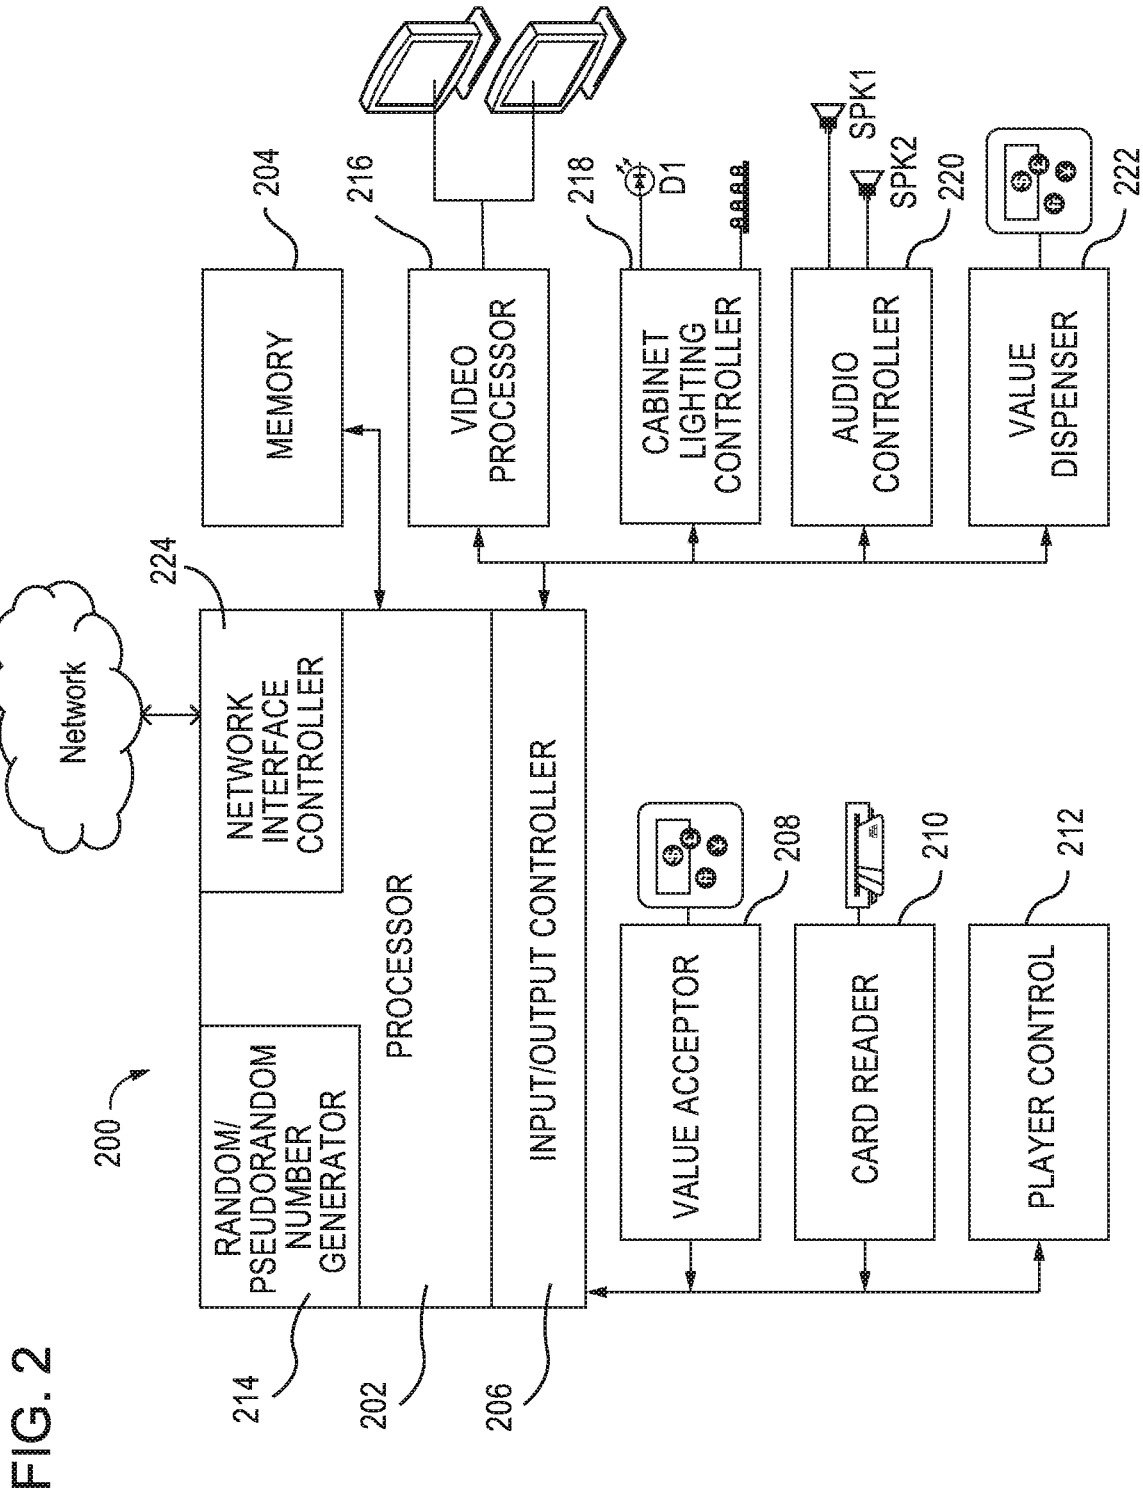 FIG. 2
200
Network
224
204
RANDOM/
PSEUDORANDOM
NUMBER
GENERATOR
NETWORK
INTERFACE
CONTROLLER
MEMORY
214
PROCESSOR
202
INPUT/OUTPUT CONTROLLER
206
VIDEO
PROCESSOR
216
VALUE ACCEPTOR
208
CABINET
LIGHTING
CONTROLLER
218
D1
CARD READER
210
AUDIO
CONTROLLER
SPK1
SPK2
220
PLAYER CONTROL
212
VALUE
DISPENSER
222